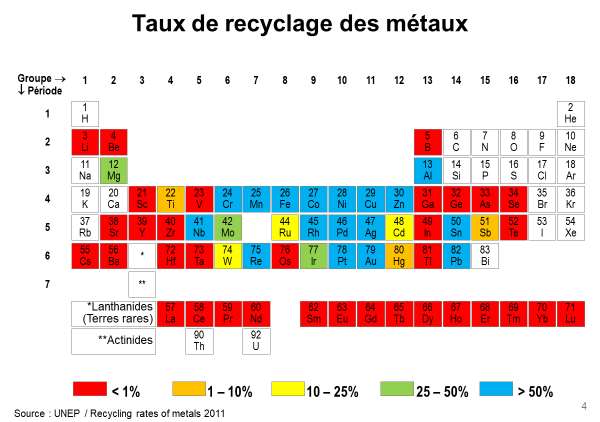 Taux de recyclage des métaux
Groupe → 1 2 3 4 5 6 7 8 9 10 11 12 13 14 15 16 17 18
↓ Période
1 1 2
H He
2 3 4 5 6 7 8 9 10
Li Be B C N O F Ne
3 11 12 13 14 15 16 17 18
Na Mg Al Si P S Cl Ar
4 19 20 21 22 23 24 25 26 27 28 29 30 31 32 33 34 35 36
K Ca Sc Ti V Cr Mn Fe Co Ni Cu Zn Ga Ge As Se Br Kr
5 37 38 39 40 41 42 44 45 46 47 48 49 50 51 52 53 54
Rb Sr Y Zr Nb Mo Ru Rh Pd Ag Cd In Sn Sb Te I Xe
6 55 56 * 72 73 74 75 76 77 78 79 80 81 82 83
Cs Ba Hf Ta W Re Os Ir Pt Au Hg Tl Pb Bi
7 **
*Lanthanides 57 58 59 60 62 63 64 65 66 67 68 69 70 71
(Terres rares) La Ce Pr Nd Sm Eu Gd Tb Dy Ho Er Tm Yb Lu
**Actinides 90 92
Th U
< 1% 1 – 10% 10 – 25% 25 – 50% > 50%
Source : UNEP / Recycling rates of metals 2011
4